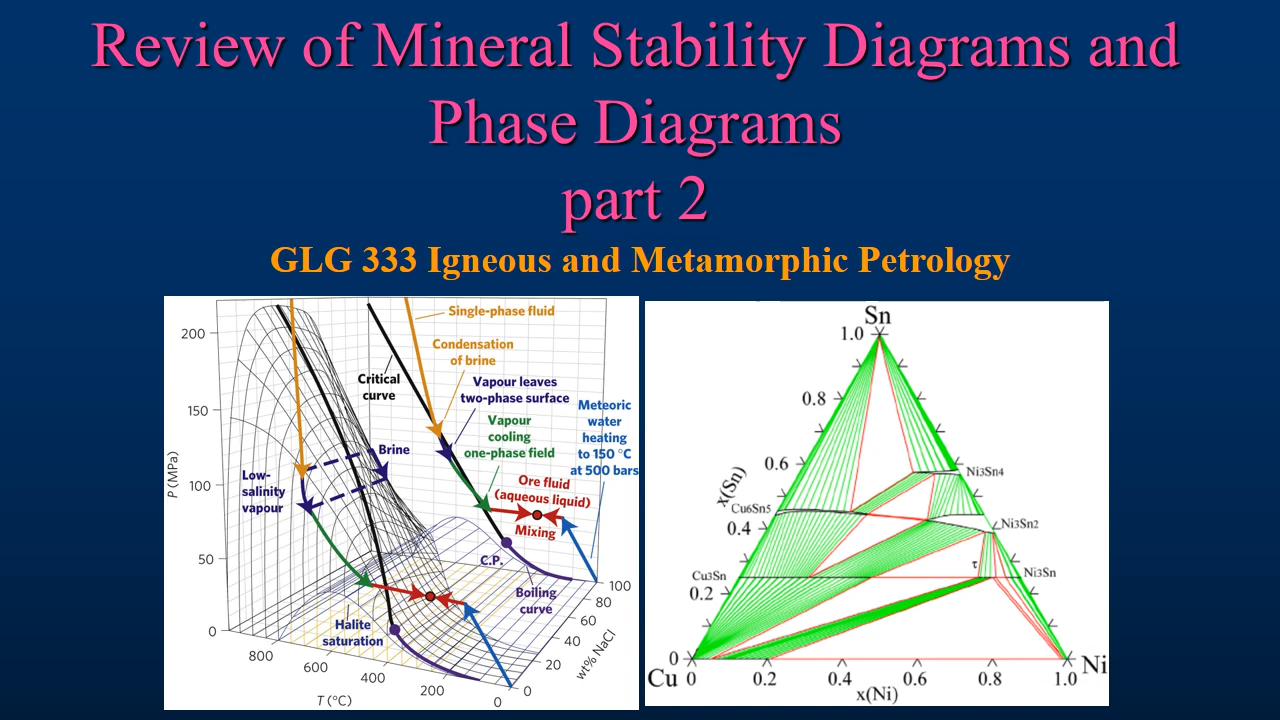 Review of Mineral Stability Diagrams and
Phase Diagrams
part 2
GLG 333 Igneous and Metamorphic Petrology
Single-phase fluid
Condensation
of brine
Critical
curve
Vapour leaves
two-phase surface
Vapour
cooling
one-phase field
Meteoric
water
heating
to 150 °C
at 500 bars
Brine
Low-
salinity
vapour
Ore fluid
(aqueous liquid)
Mixing
C.P.
Boiling
curve
Halite
saturation
P (MPa)
200
150
100
50
0
800
600
400
200
0
T (°C)
0
20
40
60
80
100
wt% NaCl
Sn
1.0
0.8
0.6
0.4
0.2
0
x(Sn)
Ni3Sn4
Cu6Sn5
Ni3Sn2
τ
Cu3Sn
Ni3Sn
Cu
Ni
0
0.2
0.4
0.6
0.8
1.0
x(Ni)